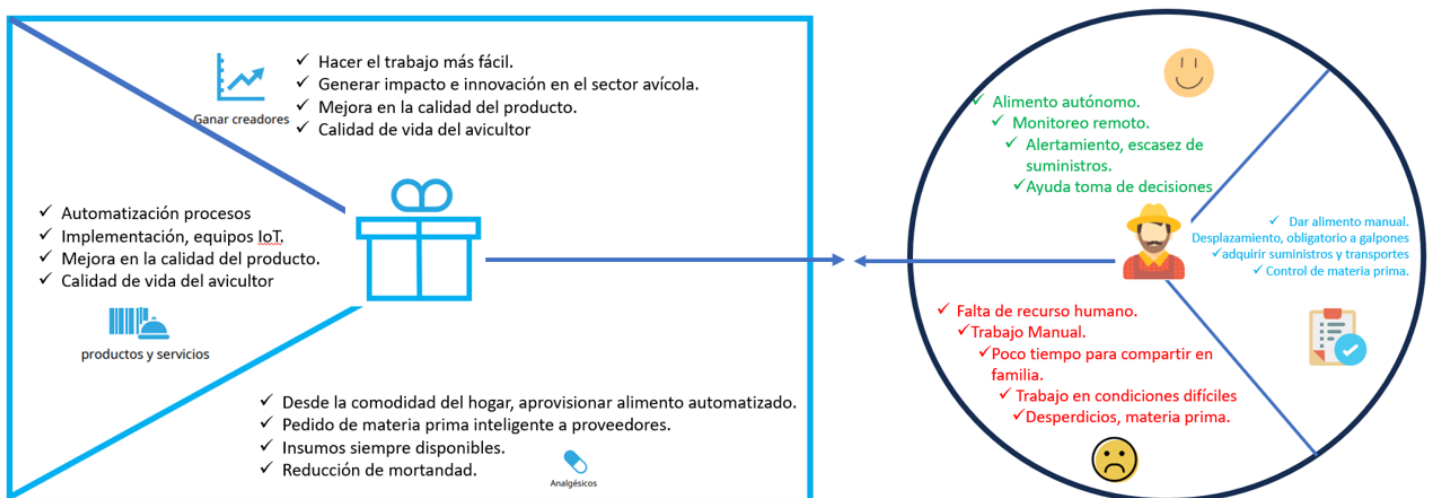 ✓ Hacer el trabajo más fácil.
✓ Generar impacto e innovación en el sector avícola.
✓ Mejora en la calidad del producto.
✓ Calidad de vida del avicultor
Ganar creadores
✓ Automatización procesos
✓ Implementación, equipos IoT.
✓ Mejora en la calidad del producto.
✓ Calidad de vida del avicultor
productos y servicios
✓ Desde la comodidad del hogar, aprovisionar alimento automatizado.
✓ Pedido de materia prima inteligente a proveedores.
✓ Insumos siempre disponibles.
✓ Reducción de mortandad.
Analgésicos
✓ Alimento autónomo.
✓ Monitoreo remoto.
✓ Alertamiento, escasez de
suministros.
✓Ayuda toma de decisiones
✓ Dar alimento manual.
Desplazamiento, obligatorio a galpones
✓adquirir suministros y transportes
✓ Control de materia prima.
✓ Falta de recurso humano.
✓Trabajo Manual.
✓Poco tiempo para compartir en
familia.
✓ Trabajo en condiciones difíciles
✓Desperdicios, materia prima.